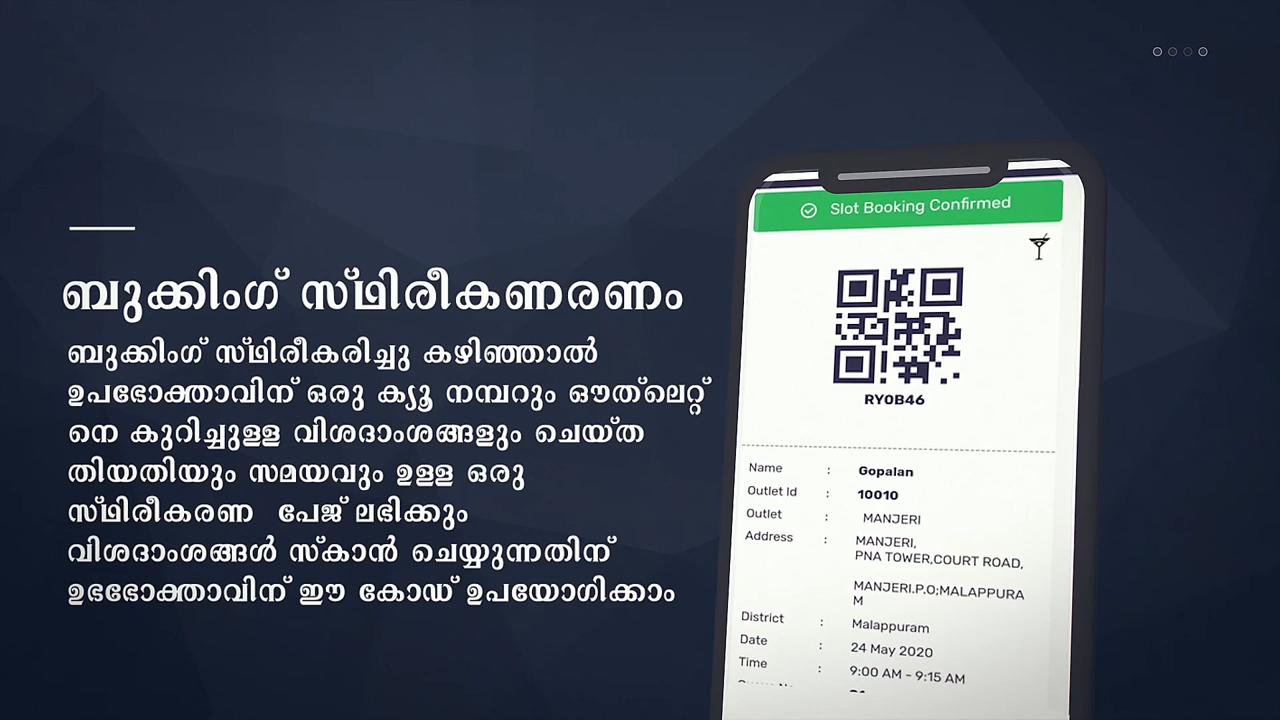 ബുക്കിംഗ് സ്ഥിരീകണരണം
ബുക്കിംഗ് സ്ഥിരീകരിച്ചു കഴിഞ്ഞാൽ
ഉപഭോക്താവിന് ഒരു ക്യൂ നമ്പറും ഔത്‌ലെറ്റ്
നെ കുറിച്ചുള്ള വിശദാംശങ്ങളും ചെയ്ത
തിയതിയും സമയവും ഉള്ള ഒരു
സ്ഥിരീകരണ പേജ് ലഭിക്കും
വിശദാംശങ്ങൾ സ്കാൻ ചെയ്യുന്നതിന്
ഉഭഭോക്താവിന് ഈ കോഡ് ഉപയോഗിക്കാം
Slot Booking Confirmed
RY0B46
Name : Gopalan
Outlet Id : 10010
Outlet : MANJERI
Address : MANJERI,
PNA TOWER,COURT ROAD,
MANJERI.P.O;MALAPPURA
M
District : Malappuram
Date : 24 May 2020
Time : 9:00 AM - 9:15 AM